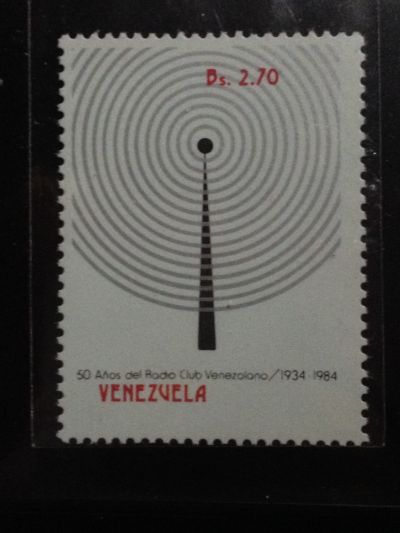 Bs. 2.70
50 Años del Radio Club Venezolano/1934-1984
VENEZUELA